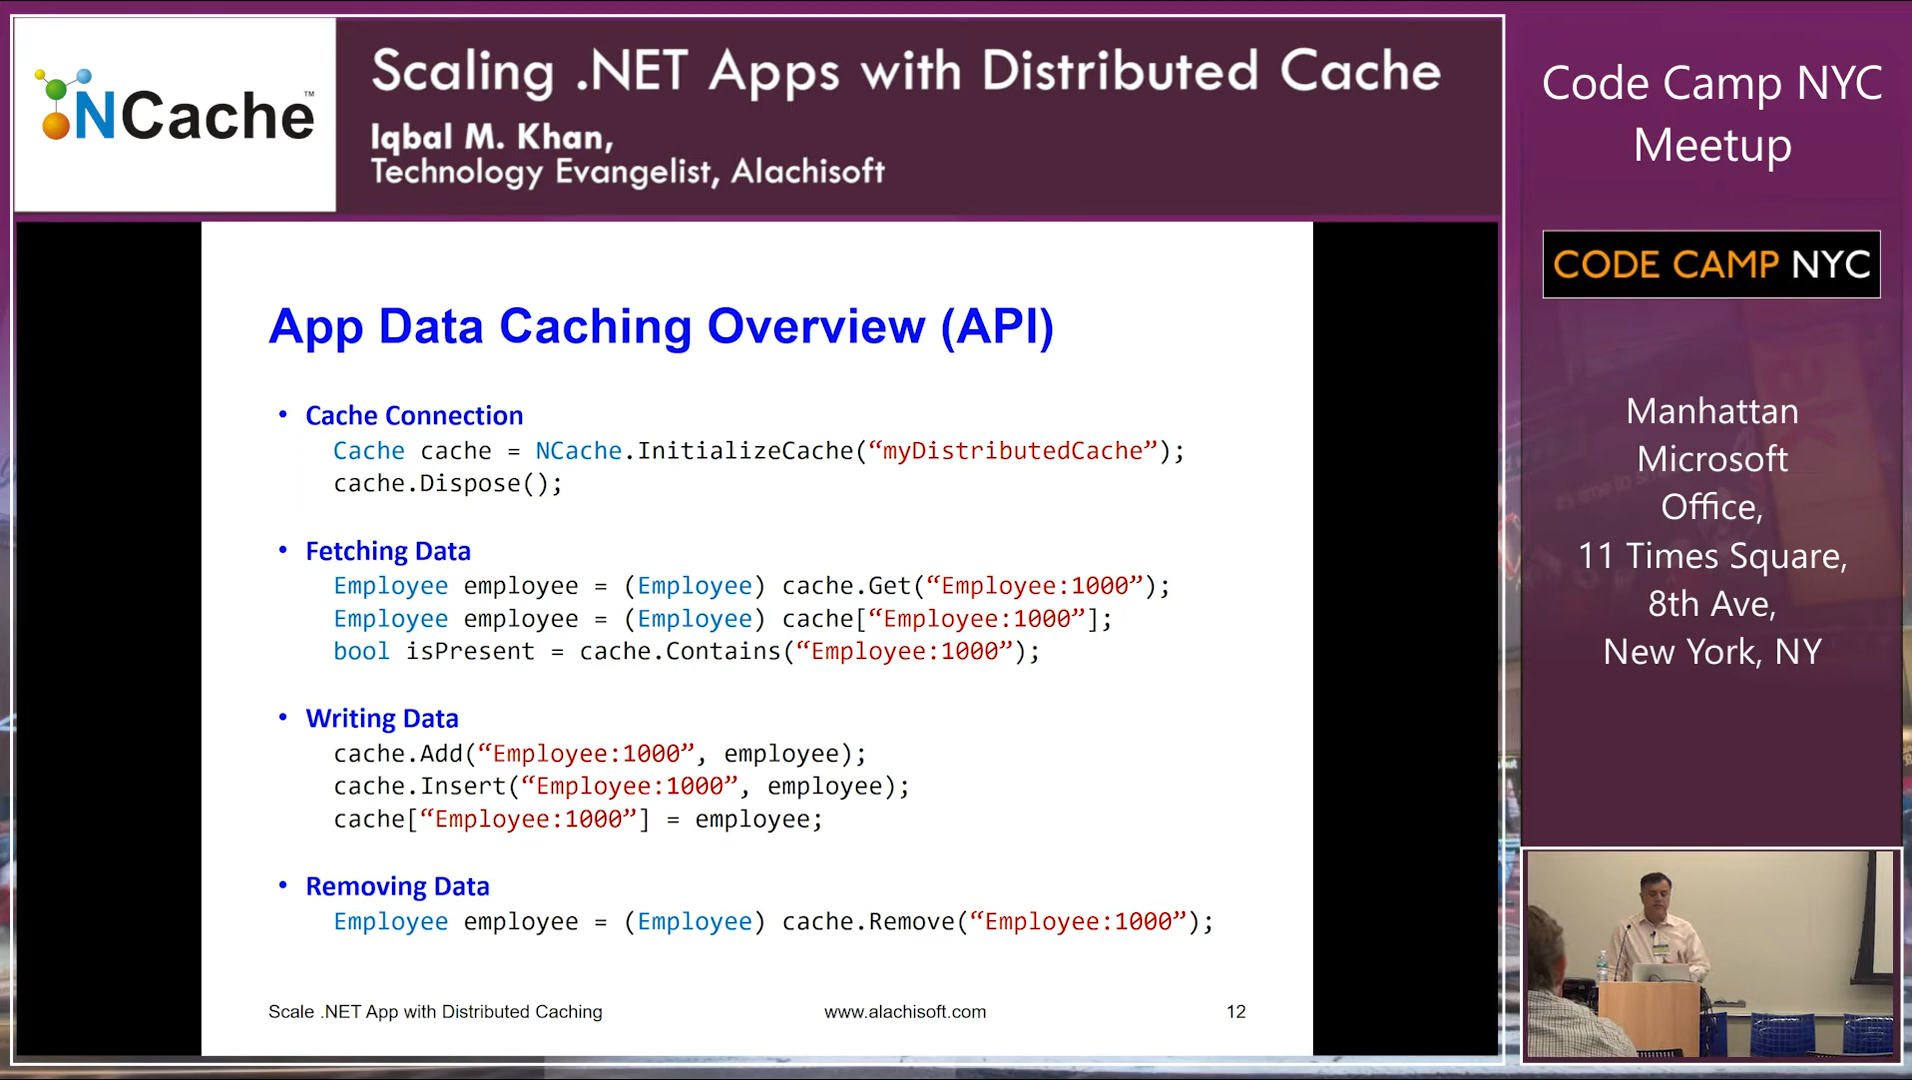 NCache™
Scaling .NET Apps with Distributed Cache
Iqbal M. Khan,
Technology Evangelist, Alachisoft
Code Camp NYC
Meetup
CODE CAMP NYC
Manhattan
Microsoft
Office,
11 Times Square,
8th Ave,
New York, NY
App Data Caching Overview (API)
• Cache Connection
Cache cache = NCache.InitializeCache(“myDistributedCache”);
cache.Dispose();
• Fetching Data
Employee employee = (Employee) cache.Get(“Employee:1000”);
Employee employee = (Employee) cache[“Employee:1000”];
bool isPresent = cache.Contains(“Employee:1000”);
• Writing Data
cache.Add(“Employee:1000”, employee);
cache.Insert(“Employee:1000”, employee);
cache[“Employee:1000”] = employee;
• Removing Data
Employee employee = (Employee) cache.Remove(“Employee:1000”);
Scale .NET App with Distributed Caching
www.alachisoft.com
12